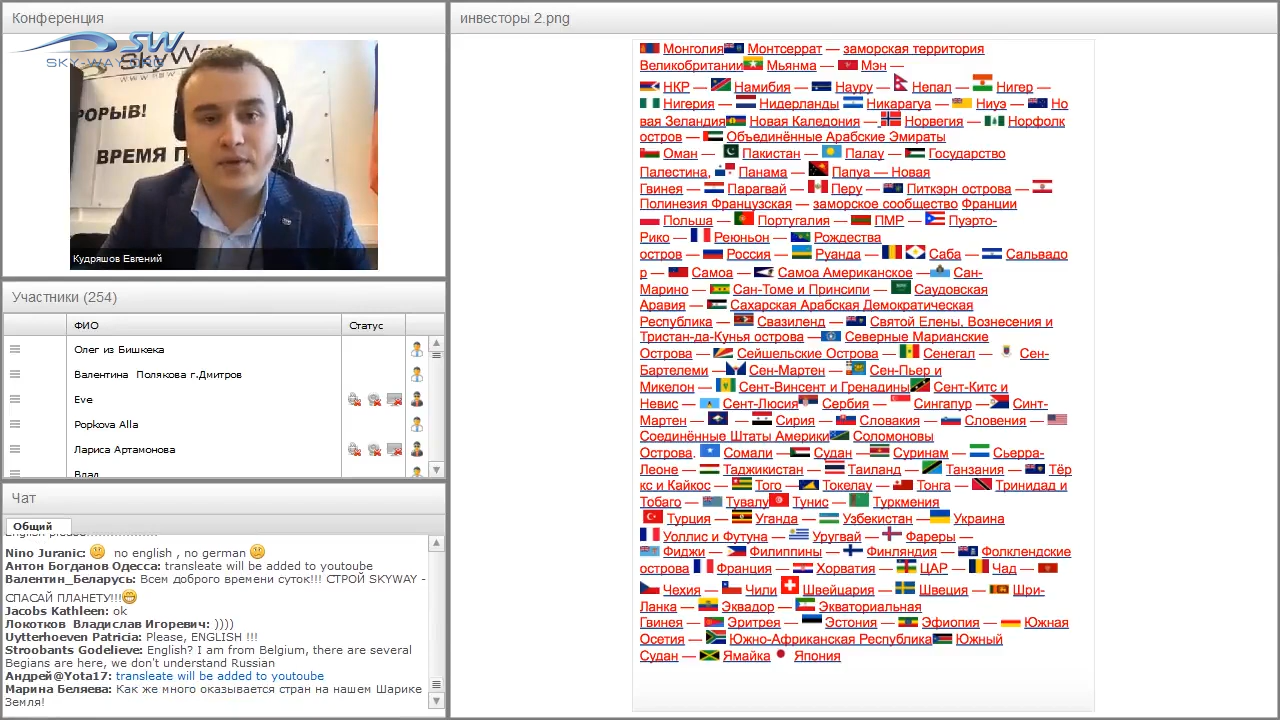 Конференция
SW
SKY-WAY.ORG
SKYWAY
ПРОРЫВ!
ВРЕМЯ П
Кудряшов Евгений
Участники (254)
ФИО Статус
Олег из Бишкека
Валентина Поляхова г.Дмитров
Eve
Popkova Alla
Лариса Артамонова
Влад
Чат
Общий
English please
Nino Juranic: no english , no german
Антон Богданов Одесса: translate will be added to youtube
Валентин_Беларусь: Всем доброго времени суток!!! СТРОЙ SKYWAY -
СПАСАЙ ПЛАНЕТУ!!!
Jacobs Kathleen: ok
Локотков Владислав Игоревич: ))))
Uytterhoeven Patricia: Please, ENGLISH !!!
Stroobants Godelieve: English? I am from Belgium, there are several
Begians are here, we don't understand Russian
Андрей@Yota17: transleate will be added to youtoube
Марина Беляева: Как же много оказывается стран на нашем Шарике
Земля!
инвесторы 2.png
Монголия Монтсеррат — заморская территория
Великобритании Мьянма — Мэн —
НКР — Намибия — Науру — Непал — Нигер —
Нигерия — Нидерланды Никарагуа — Ниуэ — Но
вая Зеландия Новая Каледония — Норвегия — Норфолк
остров — Объединённые Арабские Эмираты
Оман — Пакистан — Палау — Государство
Палестина, Панама — Папуа — Новая
Гвинея — Парагвай — Перу — Питкэрн острова —
Полинезия Французская — заморское сообщество Франции
Польша — Португалия — ПМР — Пуэрто-
Рико — Реюньон — Рождества
остров — Россия — Руанда — Саба — Сальвадо
р — Самоа — Самоа Американское — Сан-
Марино — Сан-Томе и Принсипи — Саудовская
Аравия — Сахарская Арабская Демократическая
Республика — Свазиленд — Святой Елены, Вознесения и
Тристан-да-Кунья острова — Северные Марианские
Острова — Сейшельские Острова — Сенегал — Сен-
Бартелеми — Сен-Мартен — Сен-Пьер и
Микелон — Сент-Винсент и Гренадины Сент-Китс и
Невис — Сент-Люсия Сербия — Сингапур — Синт-
Мартен — — Сирия — Словакия — Словения —
Соединённые Штаты Америки Соломоновы
Острова. Сомали — Судан — Суринам — Сьерра-
Леоне — Таджикистан — Таиланд — Танзания — Тёр
кс и Кайкос — Того — Токелау — Тонга — Тринидад и
Тобаго — Тувалу Тунис — Туркмения
Турция — Уганда — Узбекистан — Украина
Уоллис и Футуна — Уругвай — Фареры —
Фиджи — Филиппины — Финляндия — Фолклендские
острова Франция — Хорватия — ЦАР — Чад —
Чехия — Чили Швейцария — Швеция — Шри-
Ланка — Эквадор — Экваториальная
Гвинея — Эритрея — Эстония — Эфиопия — Южная
Осетия — Южно-Африканская Республика Южный
Судан — Ямайка Япония